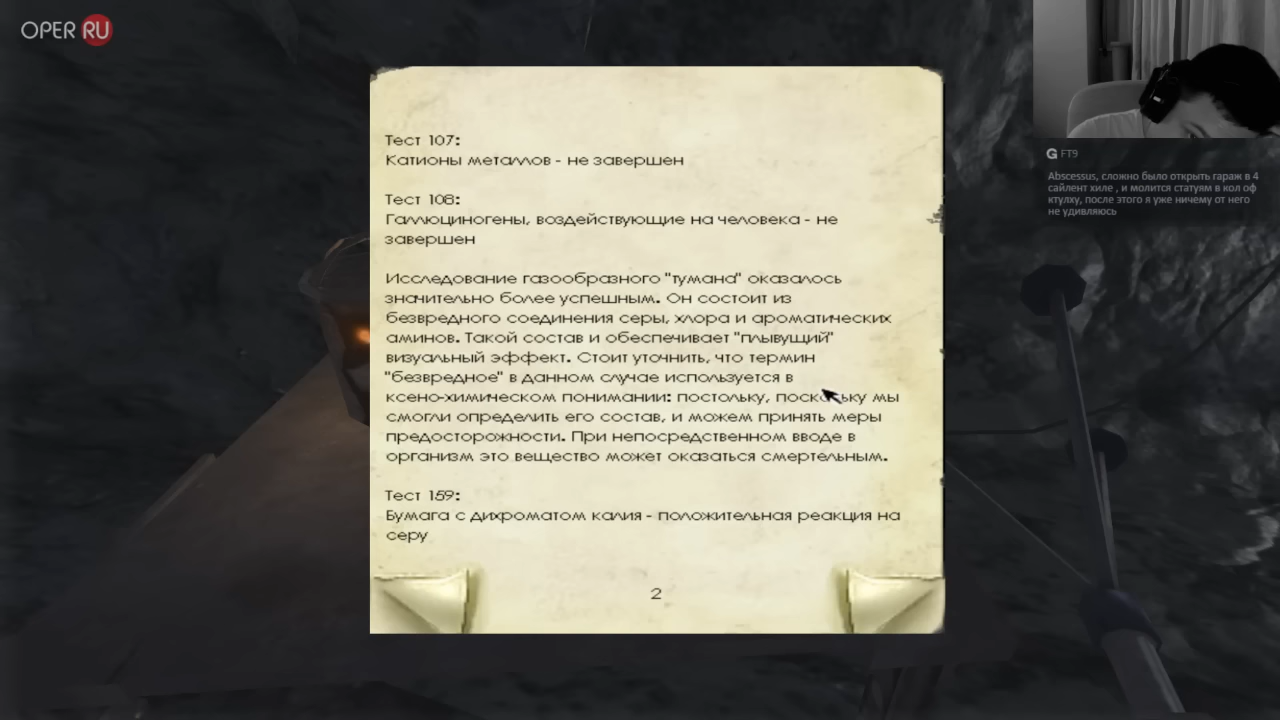 OPER RU
Тест 107:
Катионы металлов - не завершен
Тест 108:
Галлюциногены, воздействующие на человека - не
завершен
Исследование газообразного "тумана" оказалось
значительно более успешным. Он состоит из
безвредного соединения серы, хлора и ароматических
аминов. Такой состав и обеспечивает "плывущий"
визуальный эффект. Стоит уточнить, что термин
"безвредное" в данном случае используется в
ксено-химическом понимании: постольку, поскольку мы
смогли определить его состав, и можем принять меры
предосторожности. При непосредственном вводе в
организм это вещество может оказаться смертельным.
Тест 159:
Бумага с дихроматом калия - положительная реакция на
серу
2
G FT9
Abscessus, сложно было открыть гараж в 4
сайлент хиле , и молится статуям в кол оф
ктулху, после этого я уже ничему от него
не удивляюсь